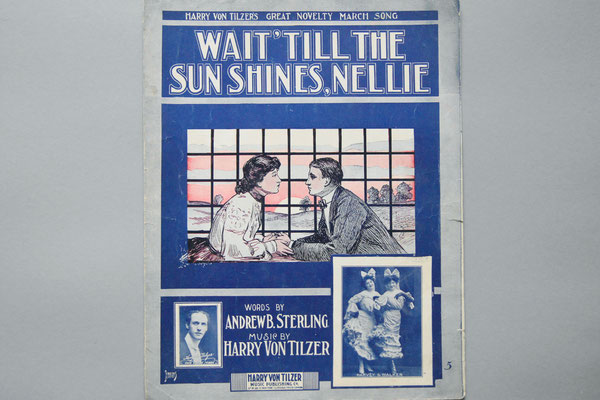 HARRY VON TILZER'S GREAT NOVELTY MARCH SONG
WAIT 'TILL THE
SUN SHINES, NELLIE
WORDS BY
ANDREW B. STERLING
MUSIC BY
HARRY VON TILZER
HARRY VON TILZER
MUSIC PUBLISHING CO.
5